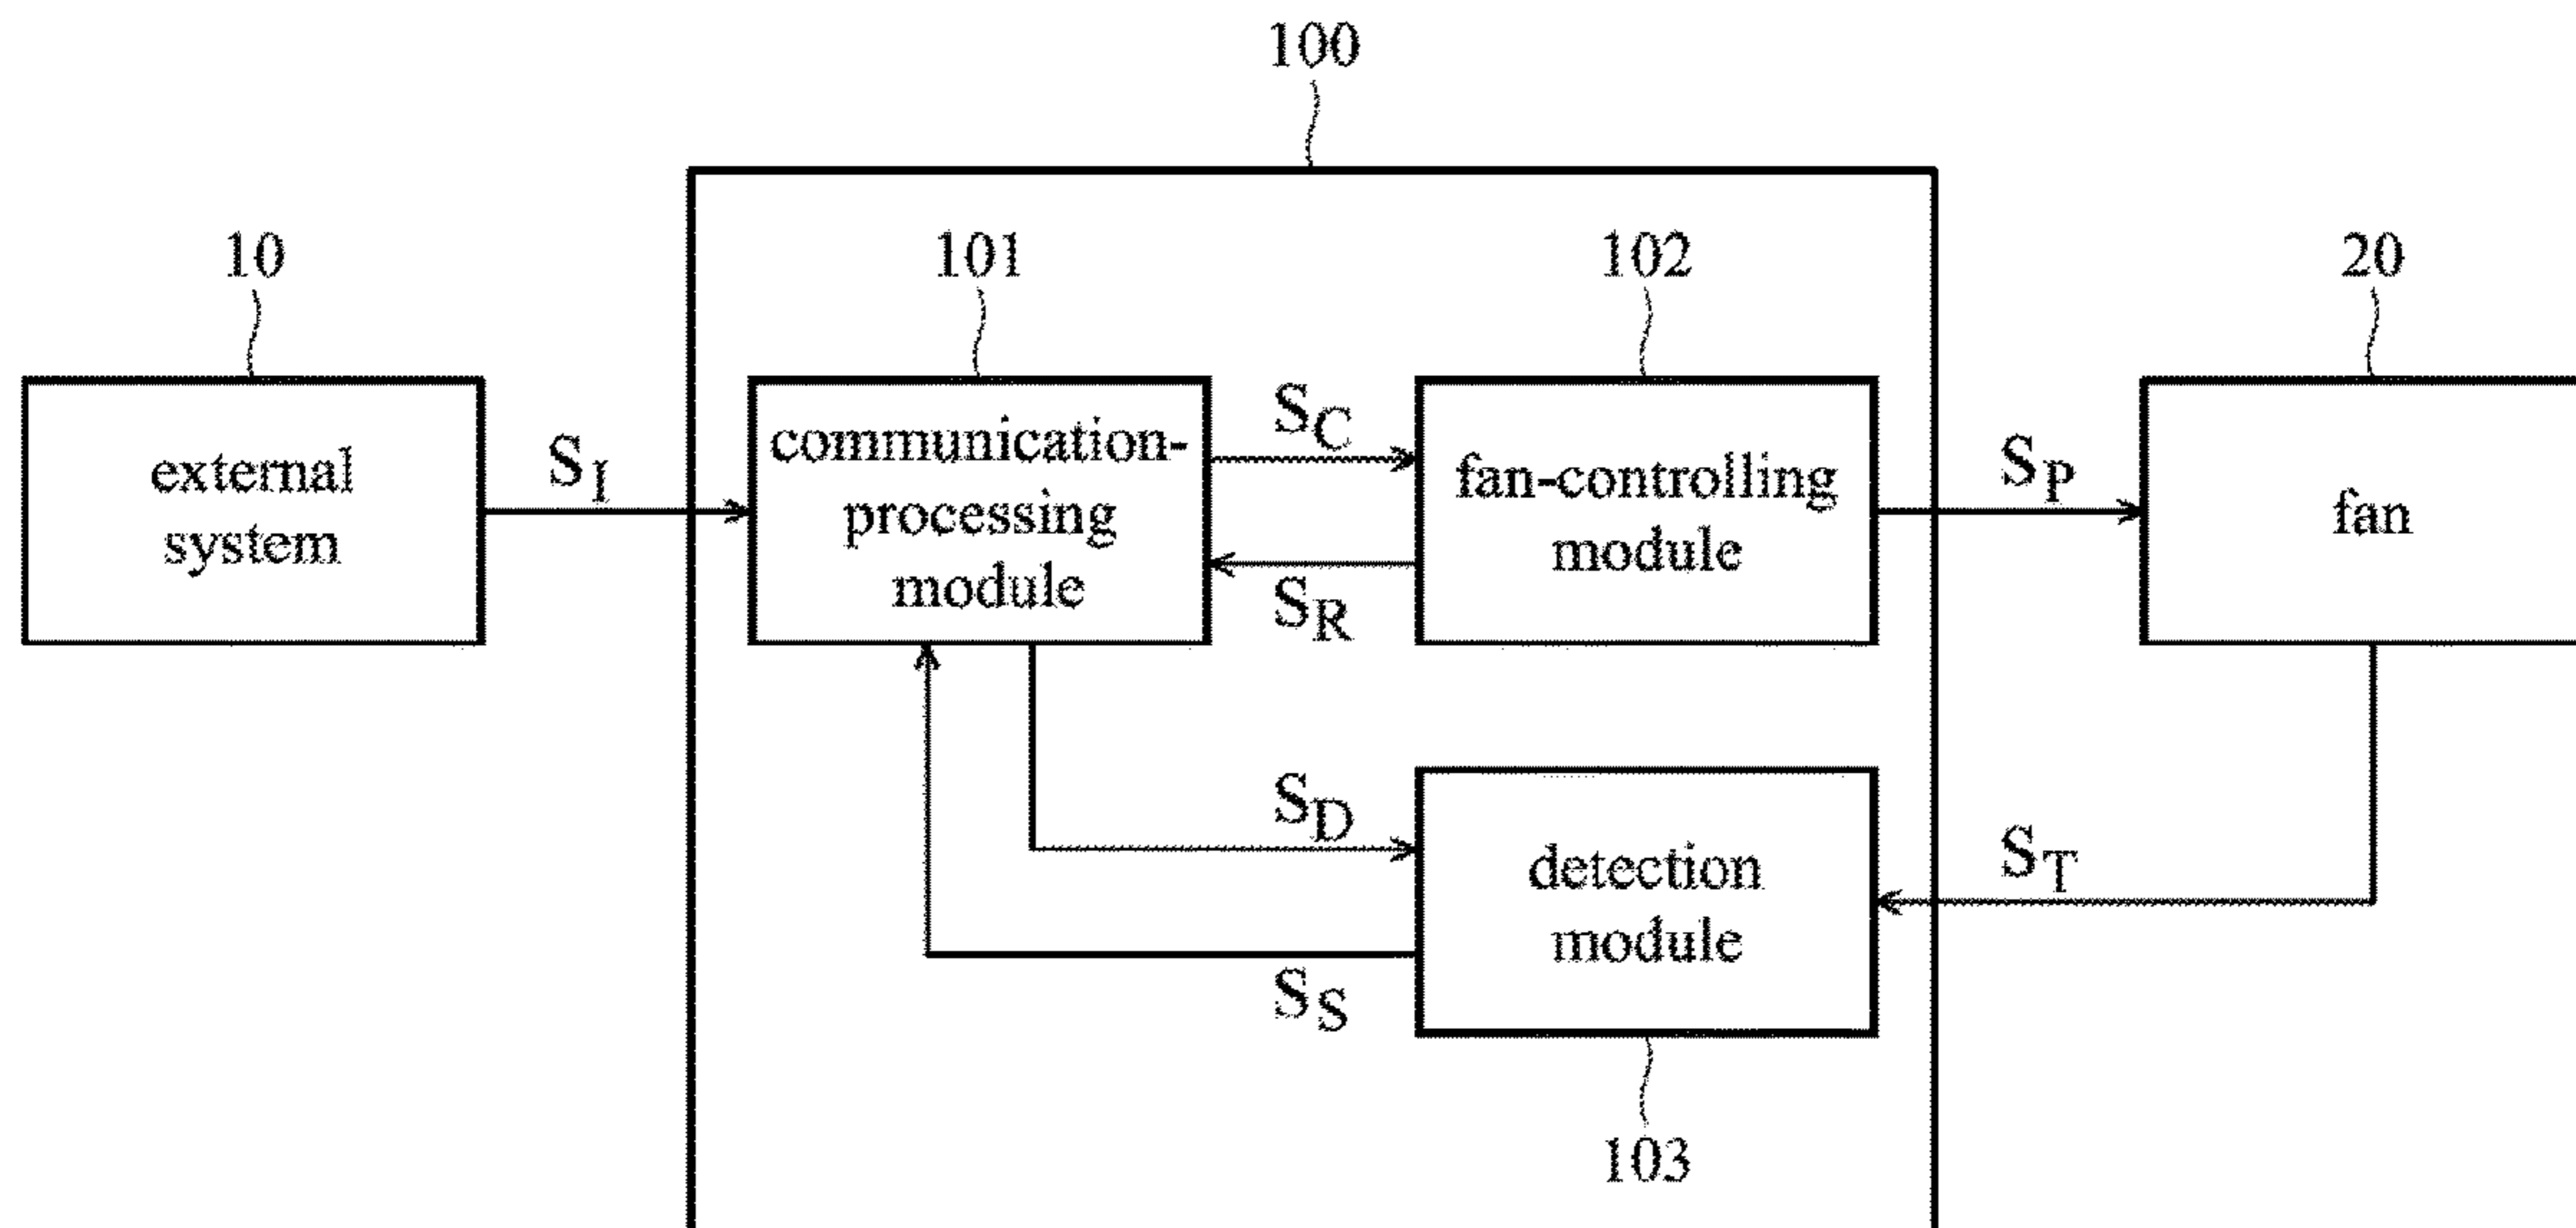 100
10
101
102
20
external
system
S_I
communication-
processing
module
S_C
S_R
fan-controlling
module
S_P
fan
S_D
S_S
detection
module
S_T
103